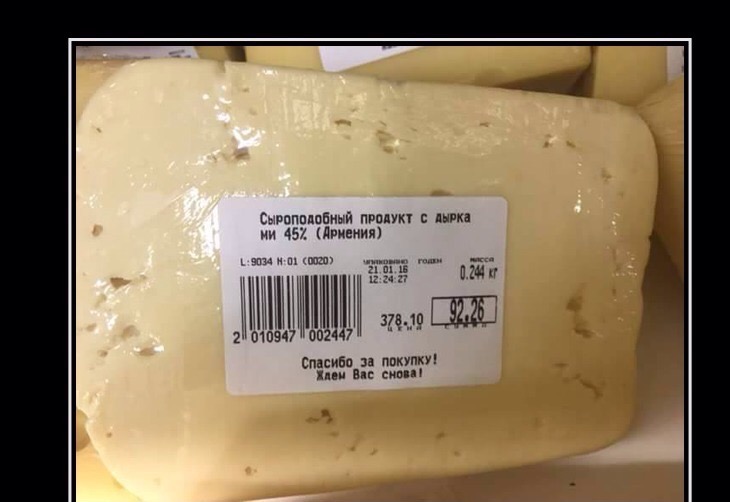 Сыроподобный продукт с дырка
ми 45% (Армения)
L:9034 Н:01 (0020)
упаковано годен масса
21.01.16
12:24:27
0.244 кг
378.10 92.26
цена сумма
2 010947 002447
Спасибо за покупку!
Ждем Вас снова!